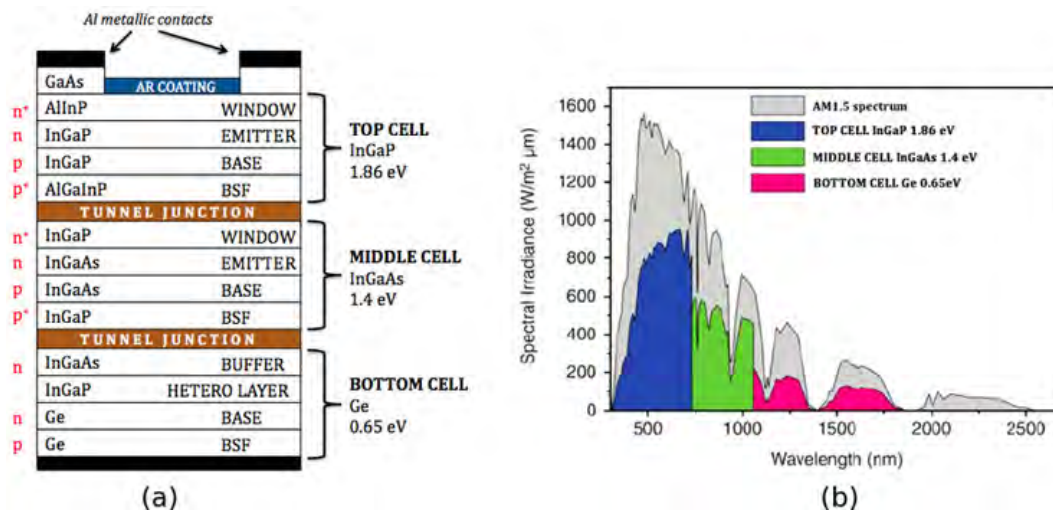 Al metallic contacts
GaAs
AR COATING
n+ AlInP WINDOW
n InGaP EMITTER
p InGaP BASE
p+ AlGaInP BSF
TOP CELL
InGaP
1.86 eV
TUNNEL JUNCTION
n+ InGaP WINDOW
n InGaAs EMITTER
p InGaAs BASE
p+ InGaP BSF
MIDDLE CELL
InGaAs
1.4 eV
TUNNEL JUNCTION
n InGaAs BUFFER
InGaP HETERO LAYER
n Ge BASE
p Ge BSF
BOTTOM CELL
Ge
0.65 eV
(a)
Spectral Irradiance (W/m² µm)
1600
1400
1200
1000
800
600
400
200
0
500 1000 1500 2000 2500
Wavelength (nm)
AM1.5 spectrum
TOP CELL InGaP 1.86 eV
MIDDLE CELL InGaAs 1.4 eV
BOTTOM CELL Ge 0.65eV
(b)